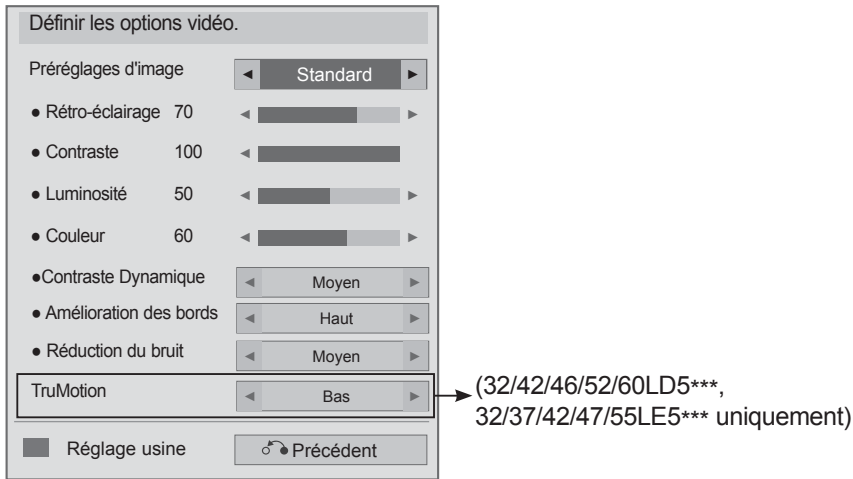 Définir les options vidéo.
Préréglages d'image ◄ Standard ►
● Rétro-éclairage 70
● Contraste 100
● Luminosité 50
● Couleur 60
●Contraste Dynamique ◄ Moyen ►
● Amélioration des bords ◄ Haut ►
● Réduction du bruit ◄ Moyen ►
TruMotion ◄ Bas ►
(32/42/46/52/60LD5***,
32/37/42/47/55LE5*** uniquement)
Réglage usine
Précédent